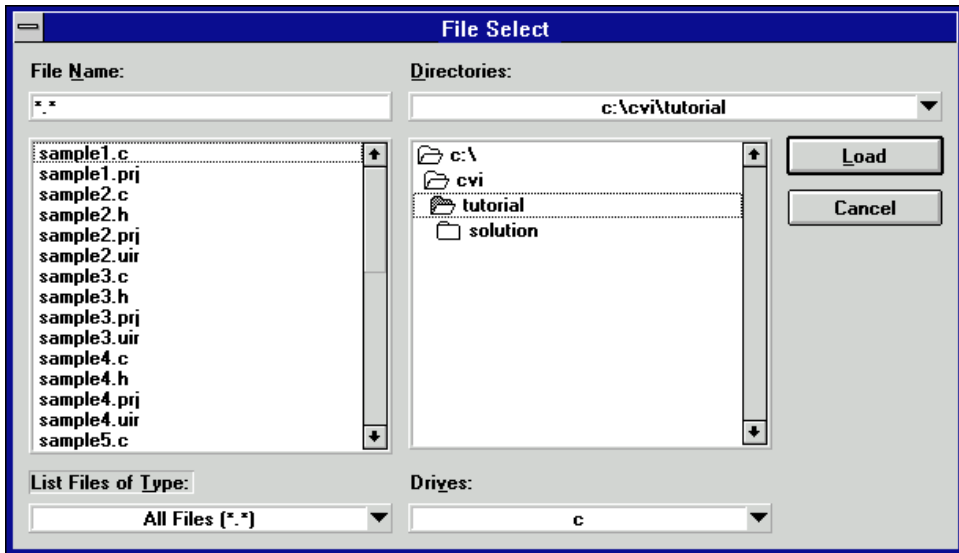 File Select
File Name:
*.*
sample1.c
sample1.prj
sample2.c
sample2.h
sample2.prj
sample2.uir
sample3.c
sample3.h
sample3.prj
sample3.uir
sample4.c
sample4.h
sample4.prj
sample4.uir
sample5.c
List Files of Type:
All Files (*.*)
Directories:
c:\cvi\tutorial
c:\
cvi
tutorial
solution
Drives:
c
Load
Cancel